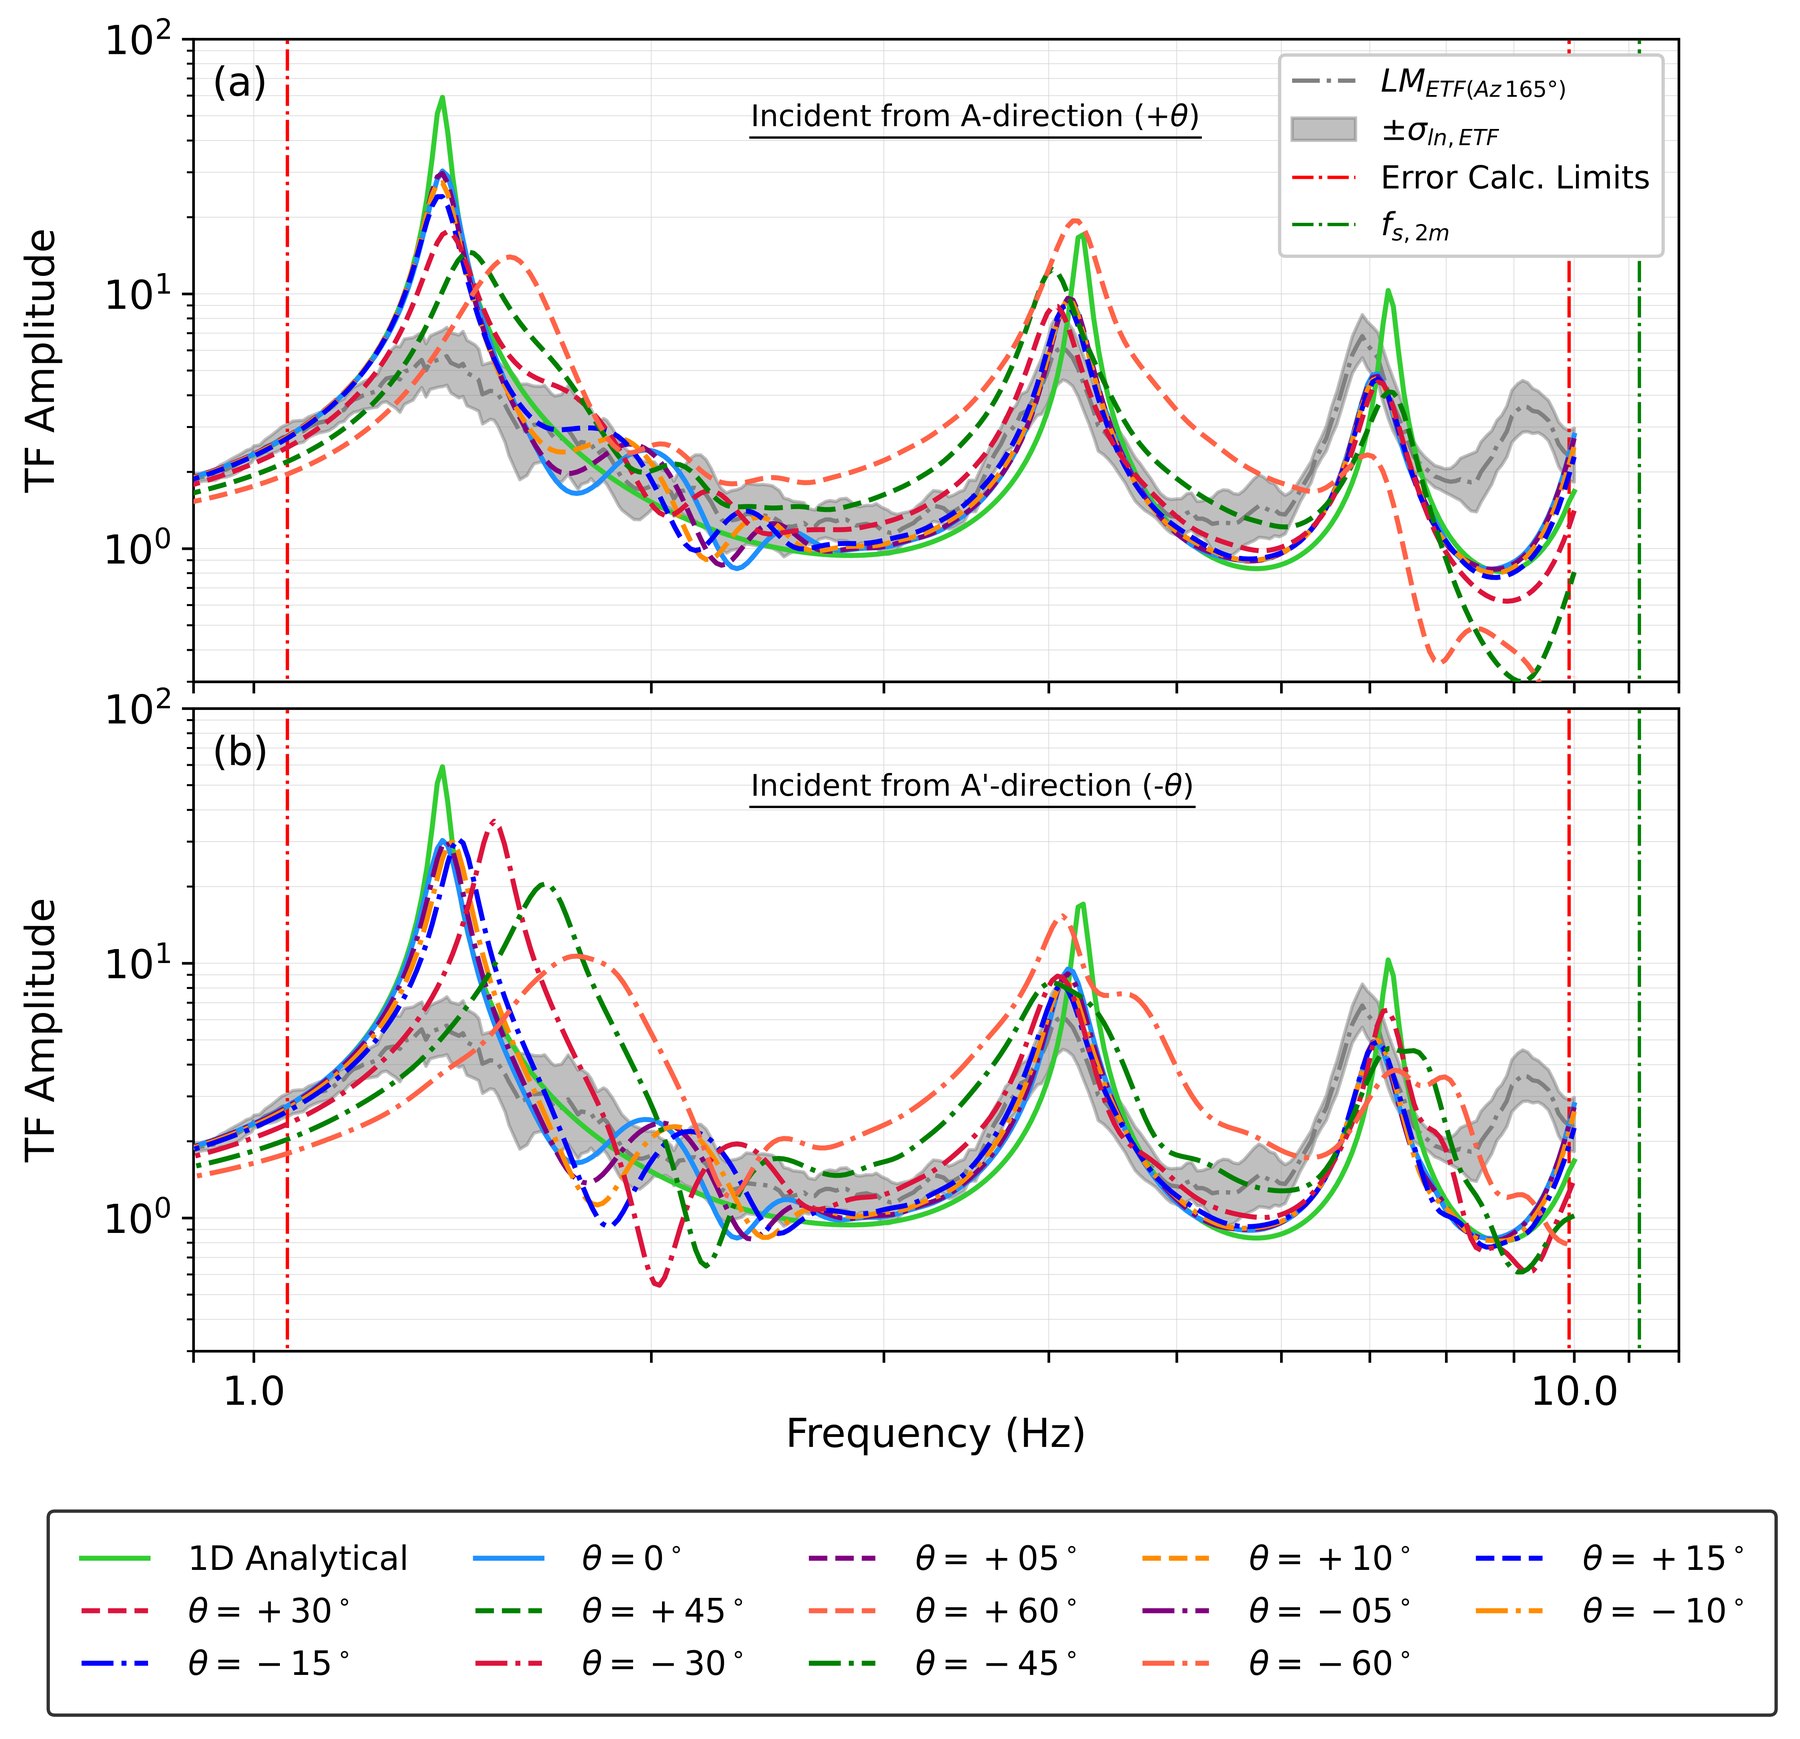 10²
(a)
Incident from A-direction (+θ)
LM_ETF(Az 165°)
±σ_ln, ETF
Error Calc. Limits
f_s, 2m
10¹
10⁰
TF Amplitude
10²
(b)
Incident from A'-direction (-θ)
10¹
10⁰
TF Amplitude
1.0 10.0
Frequency (Hz)
1D Analytical θ = 0° θ = +05° θ = +10° θ = +15°
θ = +30° θ = +45° θ = +60° θ = −05° θ = −10°
θ = −15° θ = −30° θ = −45° θ = −60°